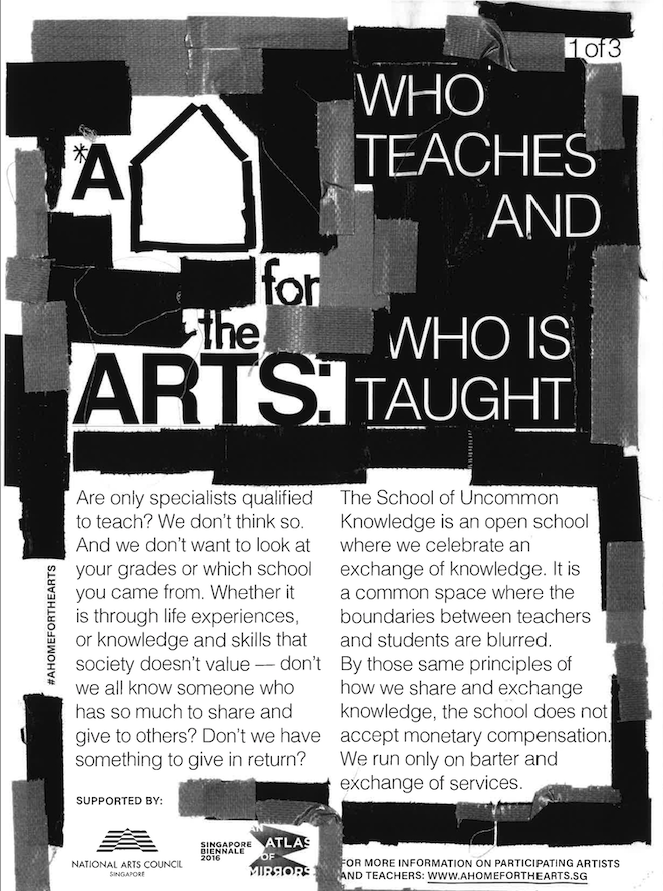 1 of 3
*A
for
the
ARTS:
WHO
TEACHES
AND
WHO IS
TAUGHT
Are only specialists qualified
to teach? We don't think so.
And we don't want to look at
your grades or which school
you came from. Whether it
is through life experiences,
or knowledge and skills that
society doesn't value — don't
we all know someone who
has so much to share and
give to others? Don't we have
something to give in return?
The School of Uncommon
Knowledge is an open school
where we celebrate an
exchange of knowledge. It is
a common space where the
boundaries between teachers
and students are blurred.
By those same principles of
how we share and exchange
knowledge, the school does not
accept monetary compensation.
We run only on barter and
exchange of services.
#AHOMEFORTHEARTS
SUPPORTED BY:
NATIONAL ARTS COUNCIL
SINGAPORE
SINGAPORE
BIENNALE
2016
AN
ATLAS
OF
MIRRORS
FOR MORE INFORMATION ON PARTICIPATING ARTISTS
AND TEACHERS: WWW.AHOMEFORTHEARTS.SG